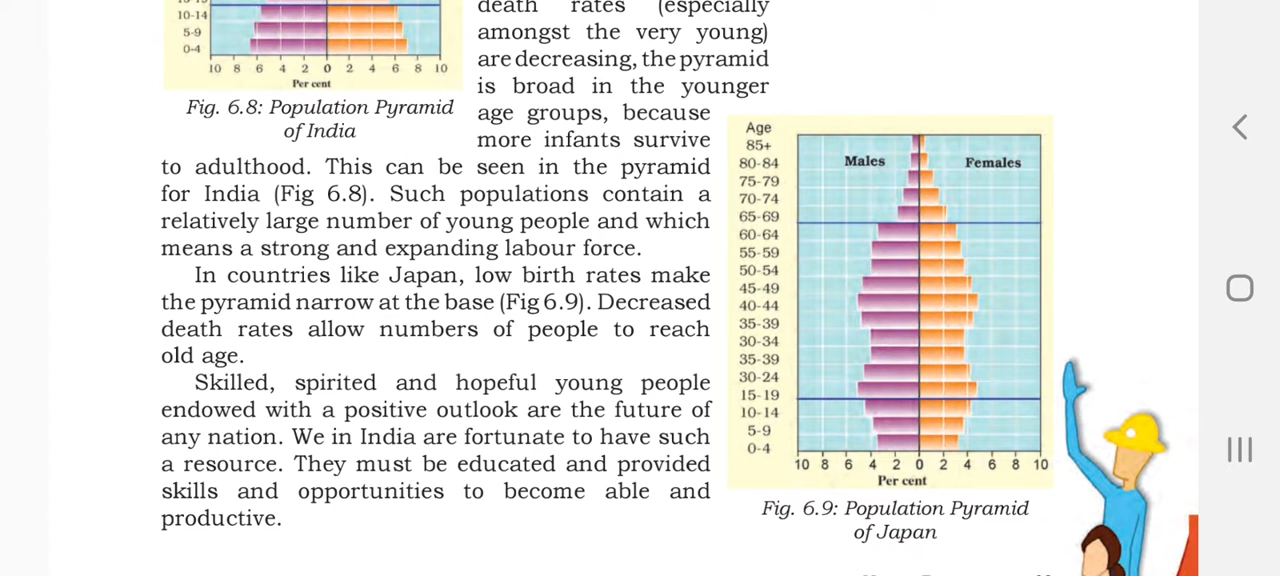 10-14
5-9
0-4
10 8 6 4 2 0 2 4 6 8 10
Per cent
Fig. 6.8: Population Pyramid
of India
death rates (especially
amongst the very young)
are decreasing, the pyramid
is broad in the younger
age groups, because
more infants survive
to adulthood. This can be seen in the pyramid
for India (Fig 6.8). Such populations contain a
relatively large number of young people and which
means a strong and expanding labour force.
In countries like Japan, low birth rates make
the pyramid narrow at the base (Fig 6.9). Decreased
death rates allow numbers of people to reach
old age.
Skilled, spirited and hopeful young people
endowed with a positive outlook are the future of
any nation. We in India are fortunate to have such
a resource. They must be educated and provided
skills and opportunities to become able and
productive.
Age
85+
80-84
75-79
70-74
65-69
60-64
55-59
50-54
45-49
40-44
35-39
30-34
35-39
30-24
15-19
10-14
5-9
0-4
Males
Females
10 8 6 4 2 0 2 4 6 8 10
Per cent
Fig. 6.9: Population Pyramid
of Japan